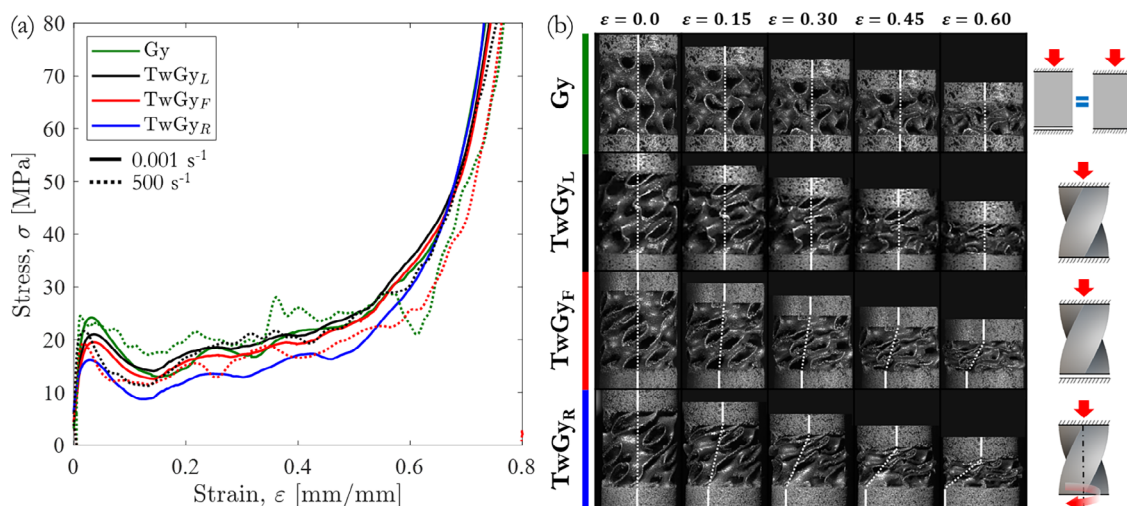 (a)
80
70
60
50
40
30
20
10
0
Stress, σ [MPa]
Gy
TwGy_L
TwGy_F
TwGy_R
0.001 s⁻¹
500 s⁻¹
0 0.2 0.4 0.6 0.8
Strain, ε [mm/mm]
(b)
ε = 0.0 ε = 0.15 ε = 0.30 ε = 0.45 ε = 0.60
Gy
TwGy_L
TwGy_F
TwGy_R
=